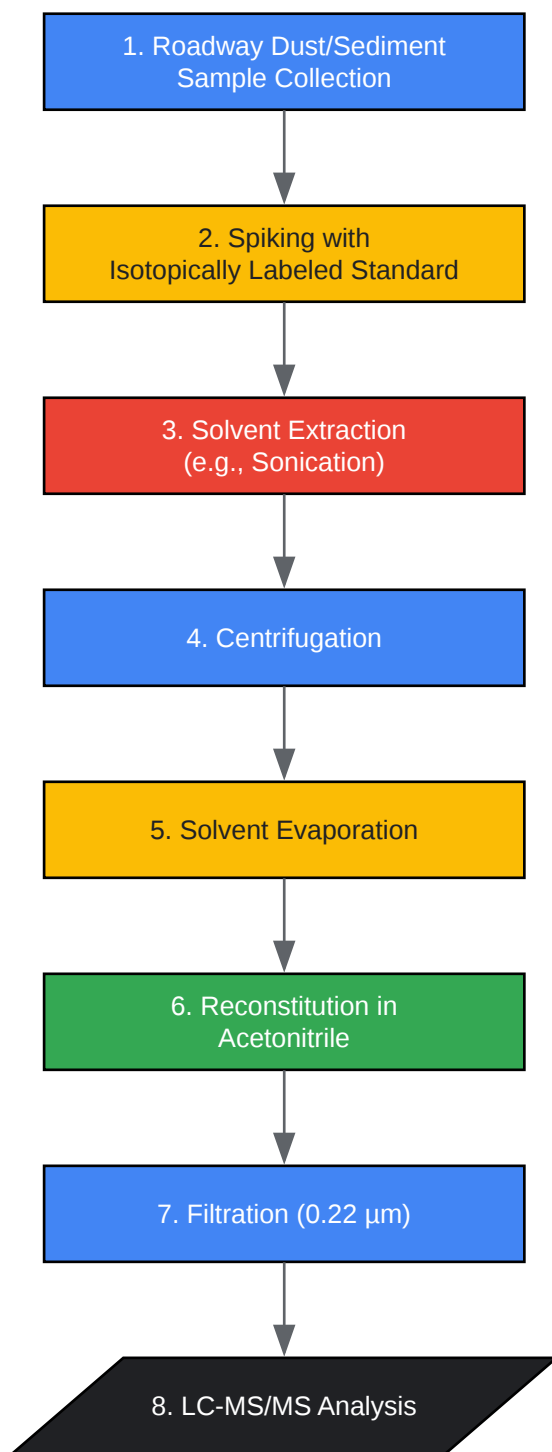 1. Roadway Dust/Sediment
Sample Collection
2. Spiking with
Isotopically Labeled Standard
3. Solvent Extraction
(e.g., Sonication)
4. Centrifugation
5. Solvent Evaporation
6. Reconstitution in
Acetonitrile
7. Filtration (0.22 µm)
8. LC-MS/MS Analysis